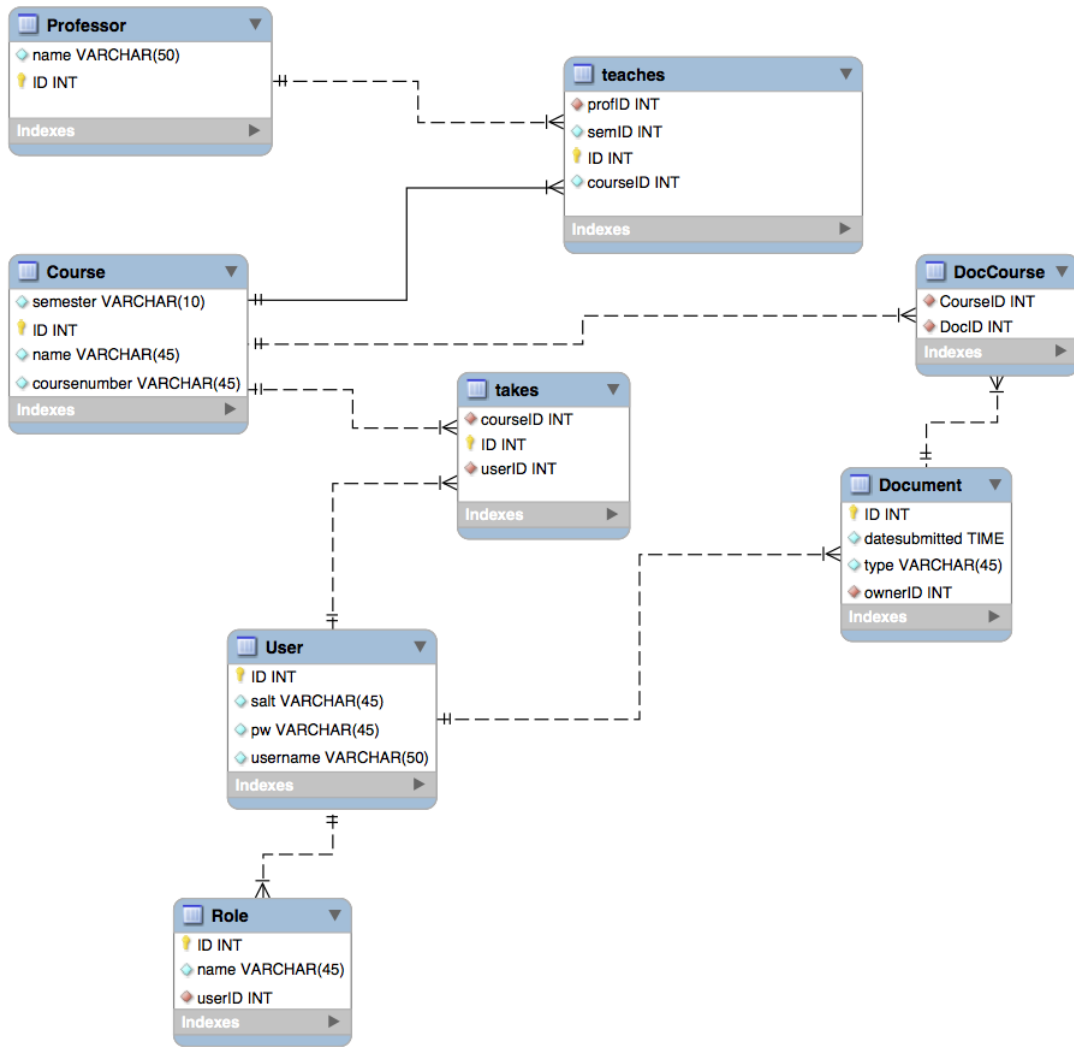 Professor
name VARCHAR(50)
ID INT
Indexes
teaches
profID INT
semID INT
ID INT
courseID INT
Indexes
Course
semester VARCHAR(10)
ID INT
name VARCHAR(45)
coursenumber VARCHAR(45)
Indexes
DocCourse
CourseID INT
DocID INT
Indexes
takes
courseID INT
ID INT
userID INT
Indexes
Document
ID INT
datesubmitted TIME
type VARCHAR(45)
ownerID INT
Indexes
User
ID INT
salt VARCHAR(45)
pw VARCHAR(45)
username VARCHAR(50)
Indexes
Role
ID INT
name VARCHAR(45)
userID INT
Indexes